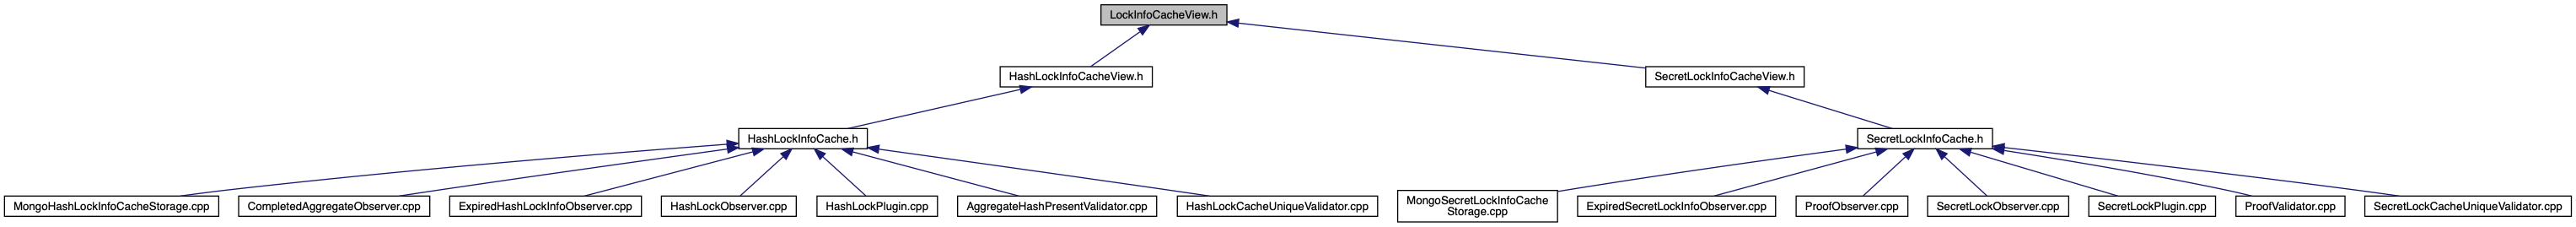 LockInfoCacheView.h
HashLockInfoCacheView.h
SecretLockInfoCacheView.h
HashLockInfoCache.h
SecretLockInfoCache.h
MongoHashLockInfoCacheStorage.cpp
CompletedAggregateObserver.cpp
ExpiredHashLockInfoObserver.cpp
HashLockObserver.cpp
HashLockPlugin.cpp
AggregateHashPresentValidator.cpp
HashLockCacheUniqueValidator.cpp
MongoSecretLockInfoCache
Storage.cpp
ExpiredSecretLockInfoObserver.cpp
ProofObserver.cpp
SecretLockObserver.cpp
SecretLockPlugin.cpp
ProofValidator.cpp
SecretLockCacheUniqueValidator.cpp